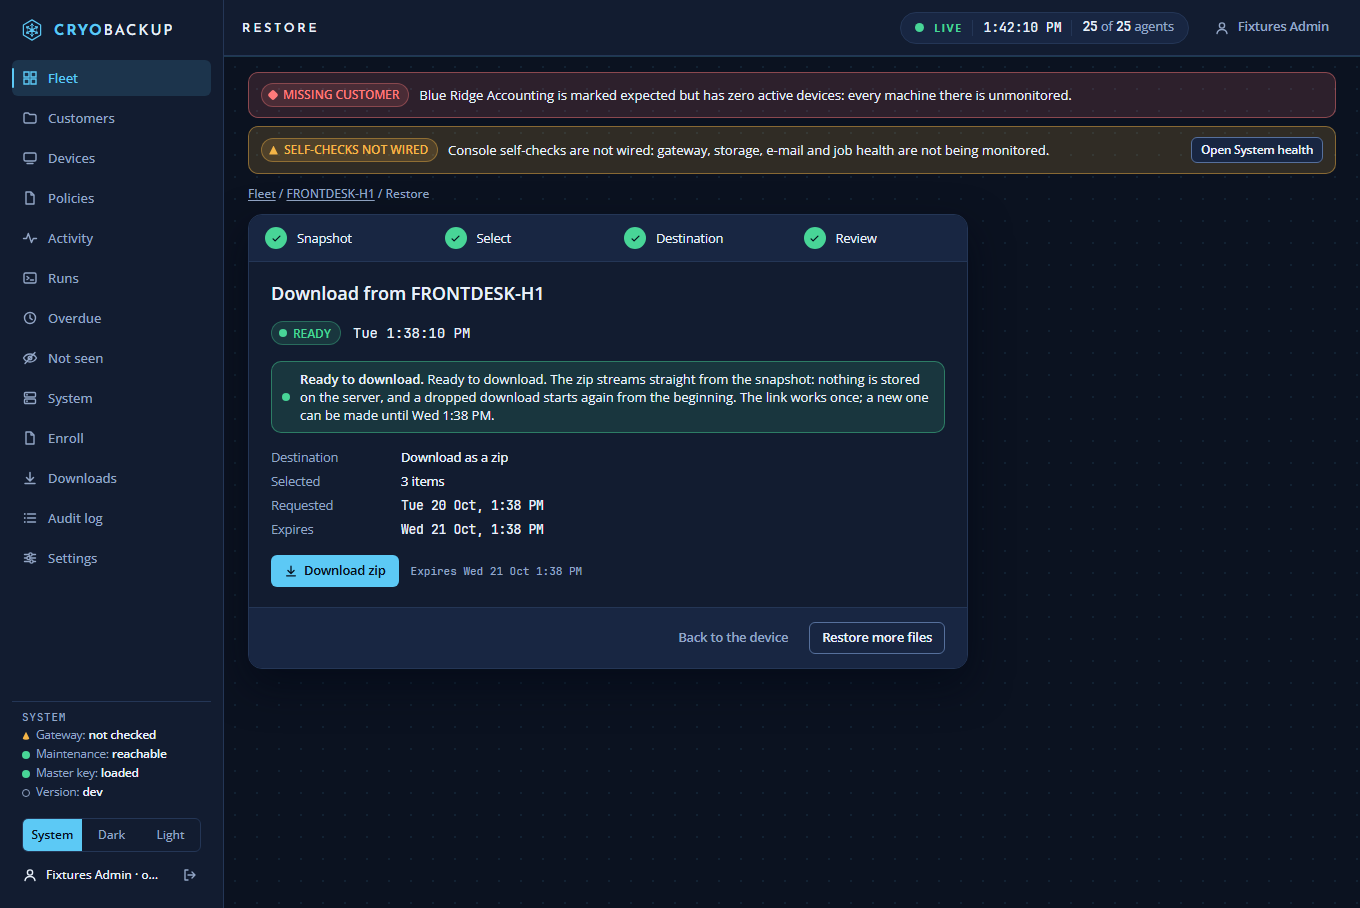 CRYOBACKUP
RESTORE
LIVE 1:42:10 PM 25 of 25 agents
Fixtures Admin
Fleet
Customers
Devices
Policies
Activity
Runs
Overdue
Not seen
System
Enroll
Downloads
Audit log
Settings
SYSTEM
Gateway: not checked
Maintenance: reachable
Master key: loaded
Version: dev
System Dark Light
Fixtures Admin · o...
MISSING CUSTOMER Blue Ridge Accounting is marked expected but has zero active devices: every machine there is unmonitored.
SELF-CHECKS NOT WIRED Console self-checks are not wired: gateway, storage, e-mail and job health are not being monitored. Open System health
Fleet / FRONTDESK-H1 / Restore
Snapshot Select Destination Review
Download from FRONTDESK-H1
READY Tue 1:38:10 PM
Ready to download. Ready to download. The zip streams straight from the snapshot: nothing is stored
on the server, and a dropped download starts again from the beginning. The link works once; a new one
can be made until Wed 1:38 PM.
Destination Download as a zip
Selected 3 items
Requested Tue 20 Oct, 1:38 PM
Expires Wed 21 Oct, 1:38 PM
Download zip Expires Wed 21 Oct 1:38 PM
Back to the device Restore more files